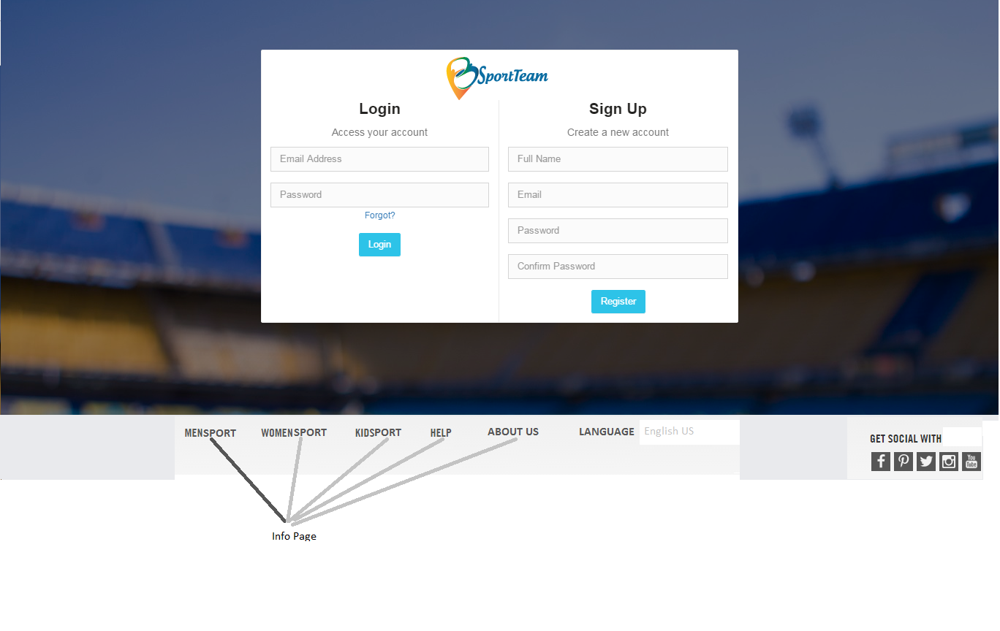 SportTeam
Login
Access your account
Email Address
Password
Forgot?
Login
Sign Up
Create a new account
Full Name
Email
Password
Confirm Password
Register
MENSPORT WOMENSPORT KIDSPORT HELP ABOUT US LANGUAGE English US
GET SOCIAL WITH
You Tube
Info Page